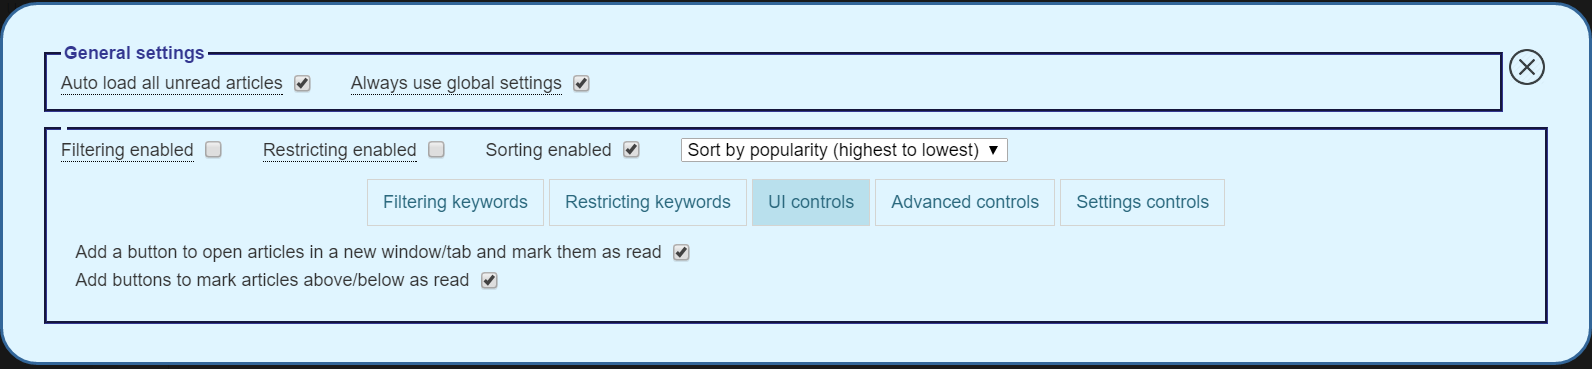 General settings
Auto load all unread articles Always use global settings
Filtering enabled Restricting enabled Sorting enabled Sort by popularity (highest to lowest)
Filtering keywords Restricting keywords UI controls Advanced controls Settings controls
Add a button to open articles in a new window/tab and mark them as read
Add buttons to mark articles above/below as read